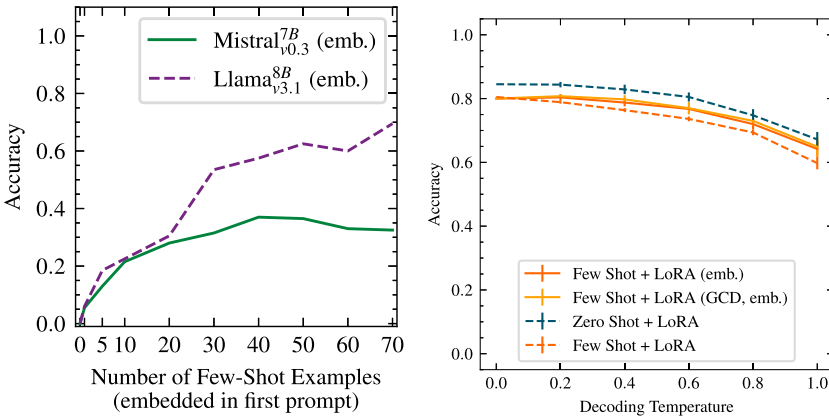 1.0
0.8
0.6
0.4
0.2
0.0
Accuracy
Mistral^{7B}_{v0.3} (emb.)
Llama^{8B}_{v3.1} (emb.)
0 5 10 20 30 40 50 60 70
Number of Few-Shot Examples
(embedded in first prompt)
1.0
0.8
0.6
0.4
0.2
0.0
Accuracy
Few Shot + LoRA (emb.)
Few Shot + LoRA (GCD, emb.)
Zero Shot + LoRA
Few Shot + LoRA
0.0 0.2 0.4 0.6 0.8 1.0
Decoding Temperature